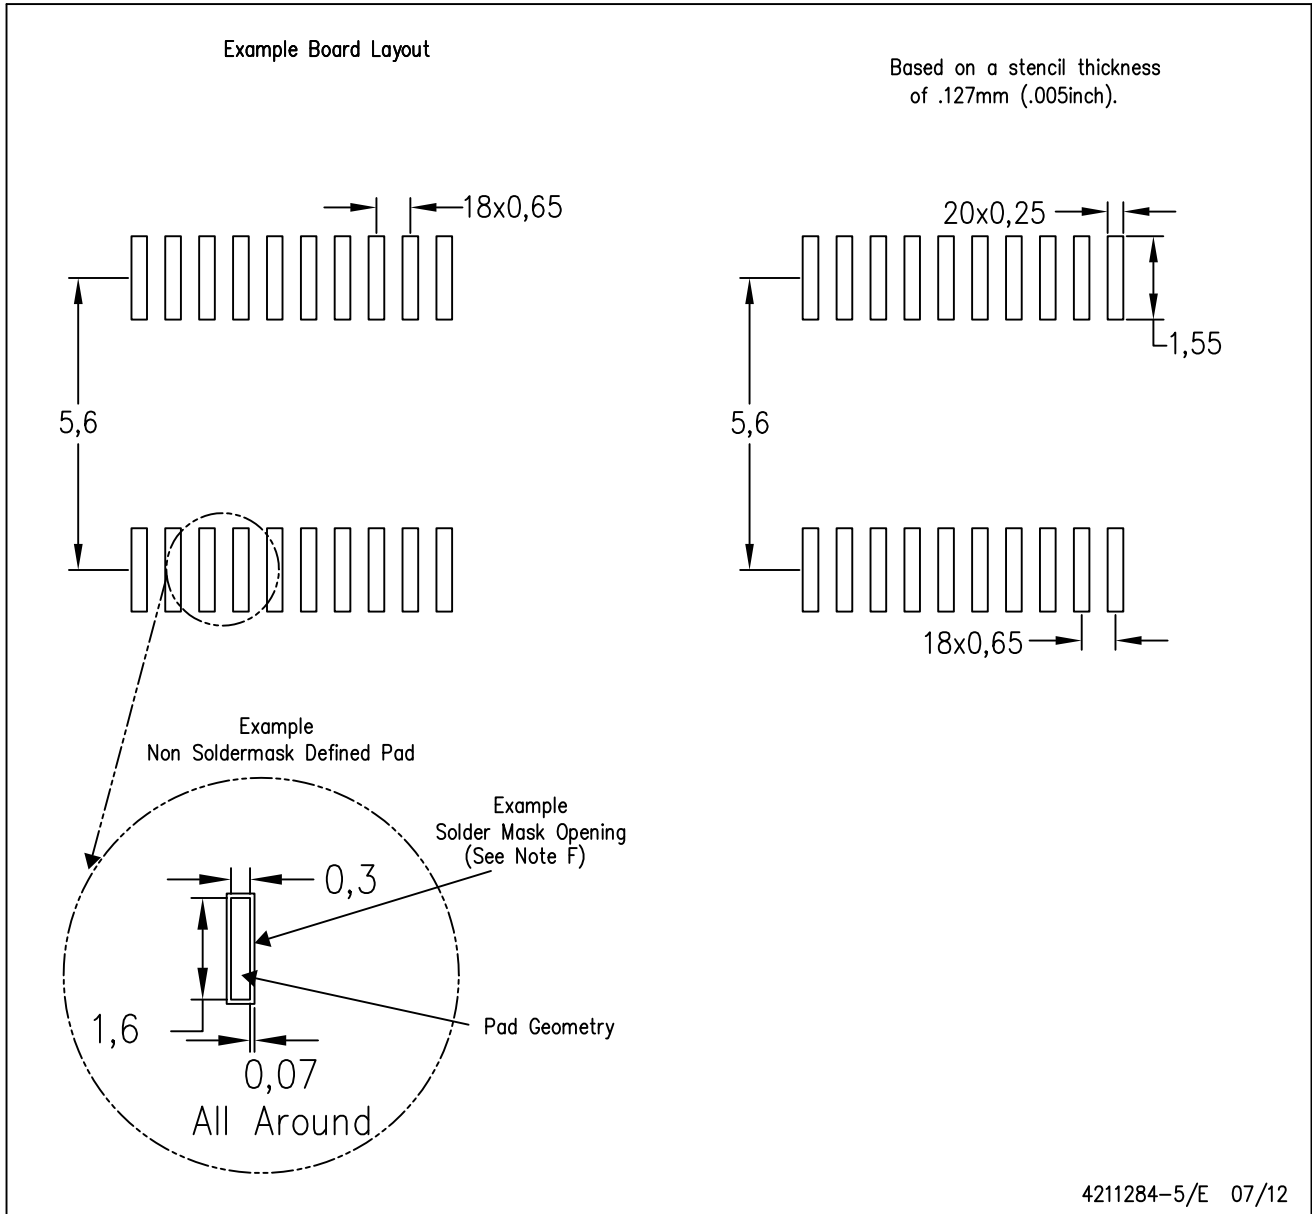 Example Board Layout
Based on a stencil thickness
of .127mm (.005inch).
18x0,65
20x0,25
1,55
5,6
5,6
18x0,65
Example
Non Soldermask Defined Pad
Example
Solder Mask Opening
(See Note F)
0,3
1,6
Pad Geometry
0,07
All Around
4211284-5/E 07/12